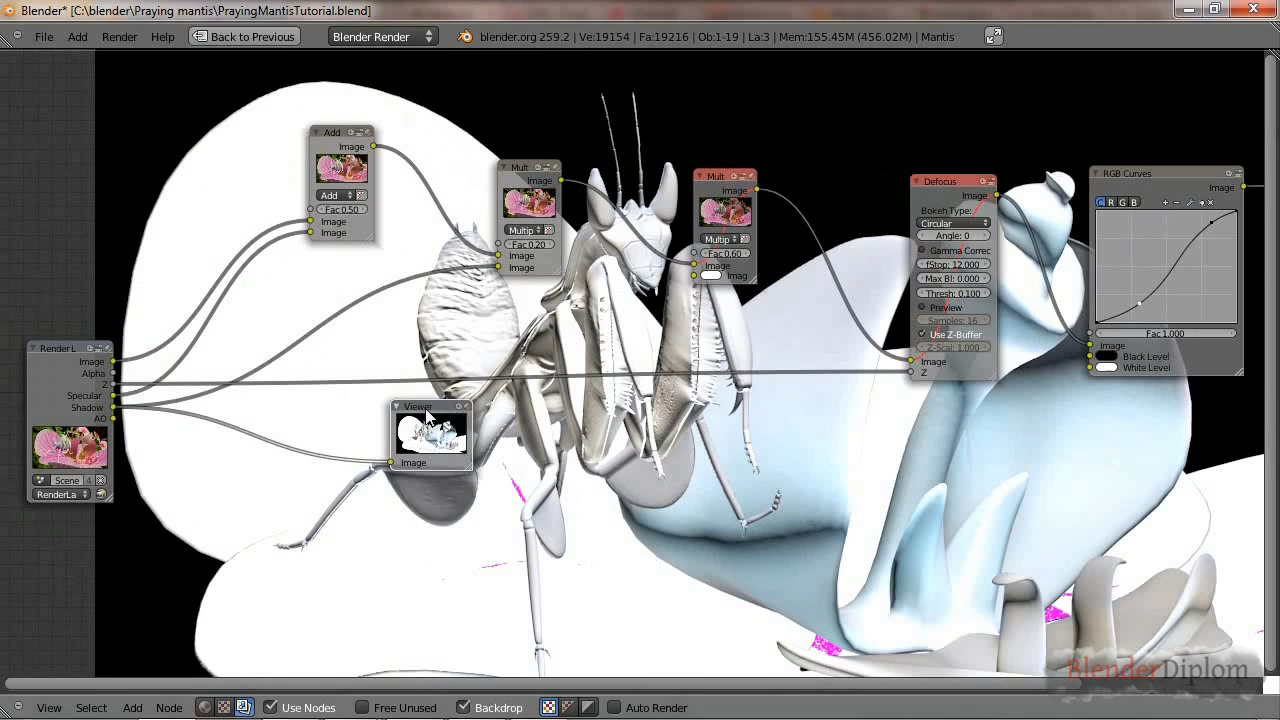 Blender* [C:\blender\Praying mantis\PrayingMantisTutorial.blend]
File Add Render Help Back to Previous Blender Render blender.org 259.2 | Ve:19154 | Fa:19216 | Ob:1-19 | La:3 | Mem:155.45M (456.02M) | Mantis
Add
Image
Add
Fac 0.50
Image
Image
Mult
Image
Multip
Fac 0.20
Image
Image
Mult
Image
Multip
Fac 0.60
Image
Imag
Defocus
Image
Bokeh Type:
Circular
Angle: 0
Gamma Correc
fStop: 12.000
Max Bl: 0.000
Thresh: 0.100
Preview
Samples: 16
Use Z-Buffer
Z-Scal: 1.000
Image
Z
RGB Curves
Image
C R G B
Fac 1.000
Image
Black Level
White Level
Render L
Image
Alpha
Z
Specular
Shadow
AO
Scene 4
RenderLa
Viewer
Image
BlenderDiplom
View Select Add Node Use Nodes Free Unused Backdrop Auto Render